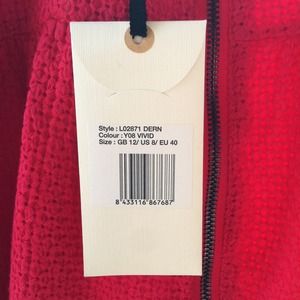 Style : L02871 DERN
Colour : Y08 VIVID
Size : GB 12/ US 8/ EU 40
8 433116 867687